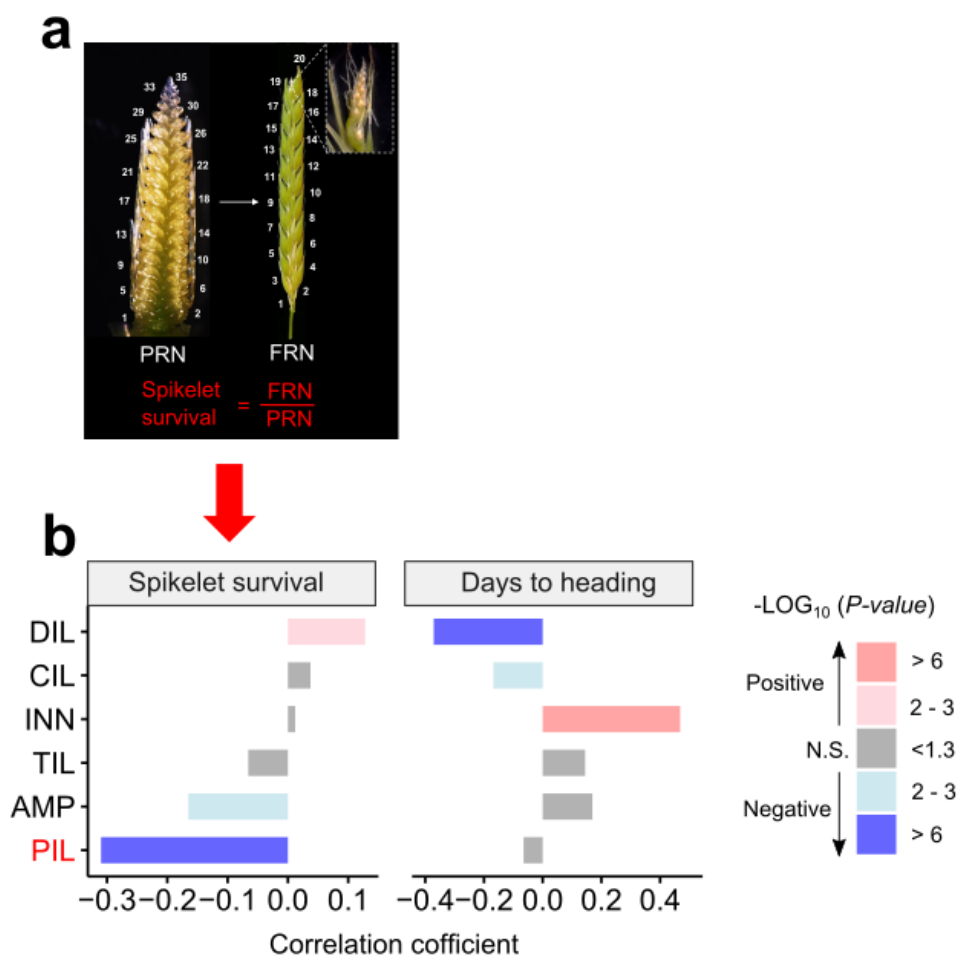 a
35
33
30
29
26
25
22
21
18
17
14
13
10
9
6
5
2
1
PRN
20
19
18
17
16
15
14
13
12
11
10
9
8
7
6
5
4
3
2
1
FRN
Spikelet
survival
=
FRN
PRN
b
Spikelet survival
Days to heading
DIL
CIL
INN
TIL
AMP
PIL
−0.3 −0.2 −0.1 0.0 0.1
−0.4 −0.2 0.0 0.2 0.4
Correlation cofficient
-LOG10 (P-value)
Positive
N.S.
Negative
> 6
2 - 3
<1.3
2 - 3
> 6